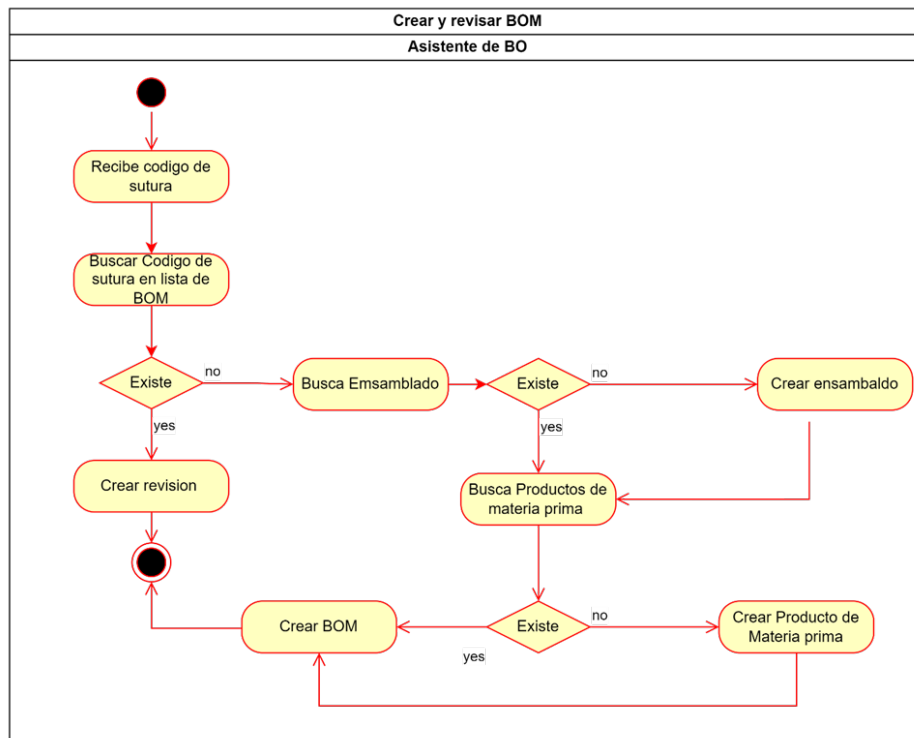 Crear y revisar BOM
Asistente de BO
Recibe codigo de
sutura
Buscar Codigo de
sutura en lista de
BOM
Existe
no
Busca Emsamblado
Existe
no
Crear ensambaldo
yes
yes
Crear revision
Busca Productos de
materia prima
Crear BOM
yes
Existe
no
Crear Producto de
Materia prima